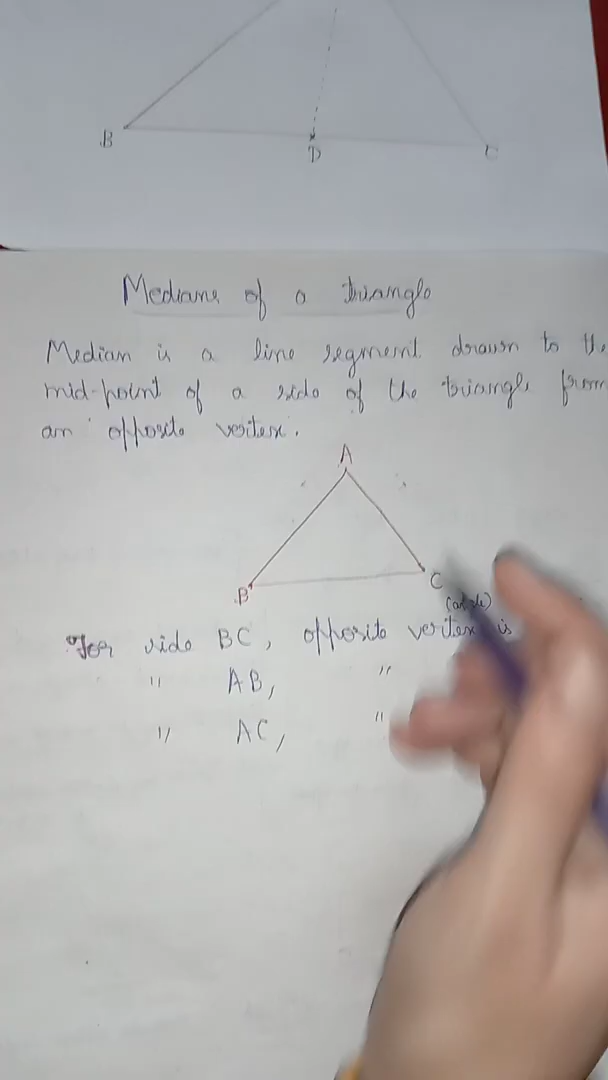 B
D
C
Medians of a triangle
Median is a line segment drawn to the
mid-point of a side of the triangle from
an opposite vertex.
A
B
C
(angle)
For side BC, opposite vertex is
" AB, "
" AC, "